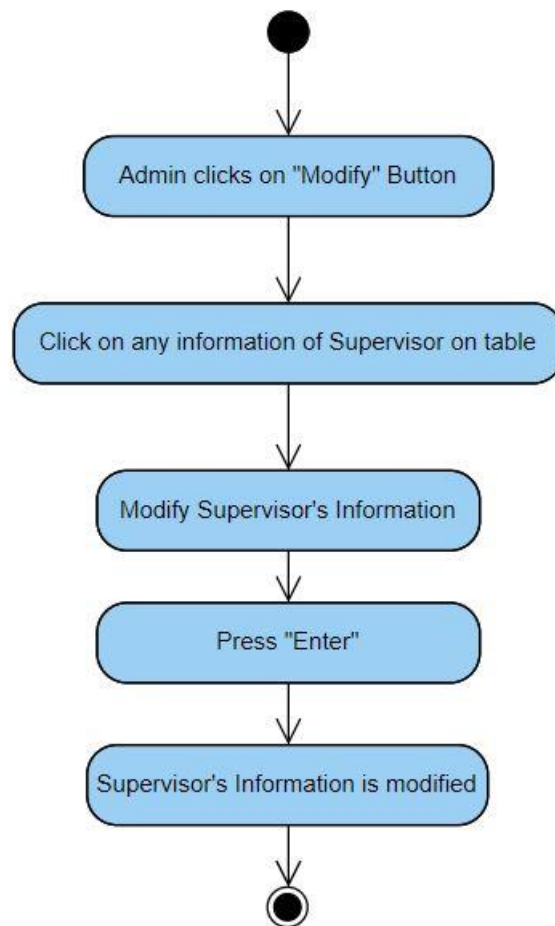 Admin clicks on "Modify" Button
Click on any information of Supervisor on table
Modify Supervisor's Information
Press "Enter"
Supervisor's Information is modified